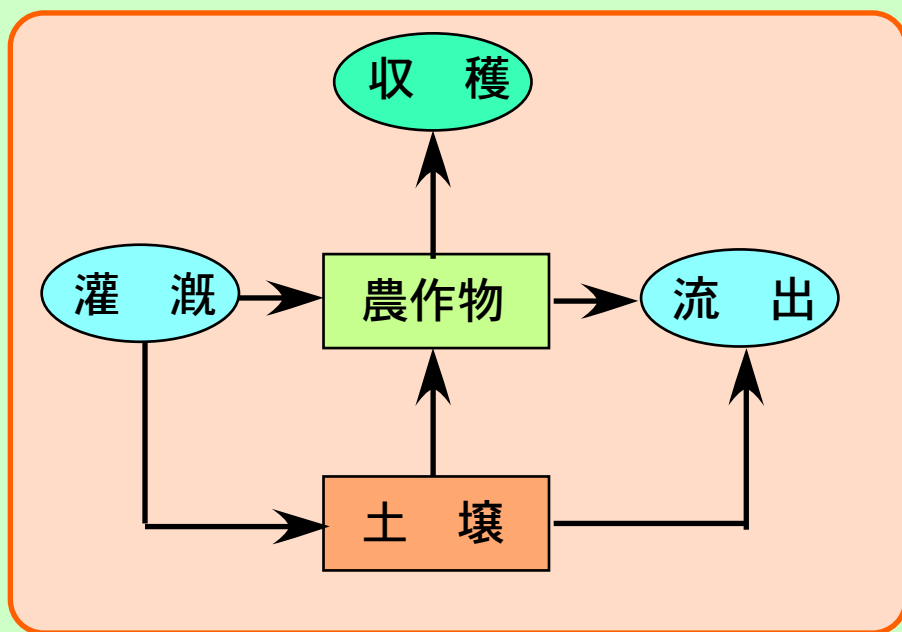 収　穫
灌　漑
農作物
流　出
土　壌